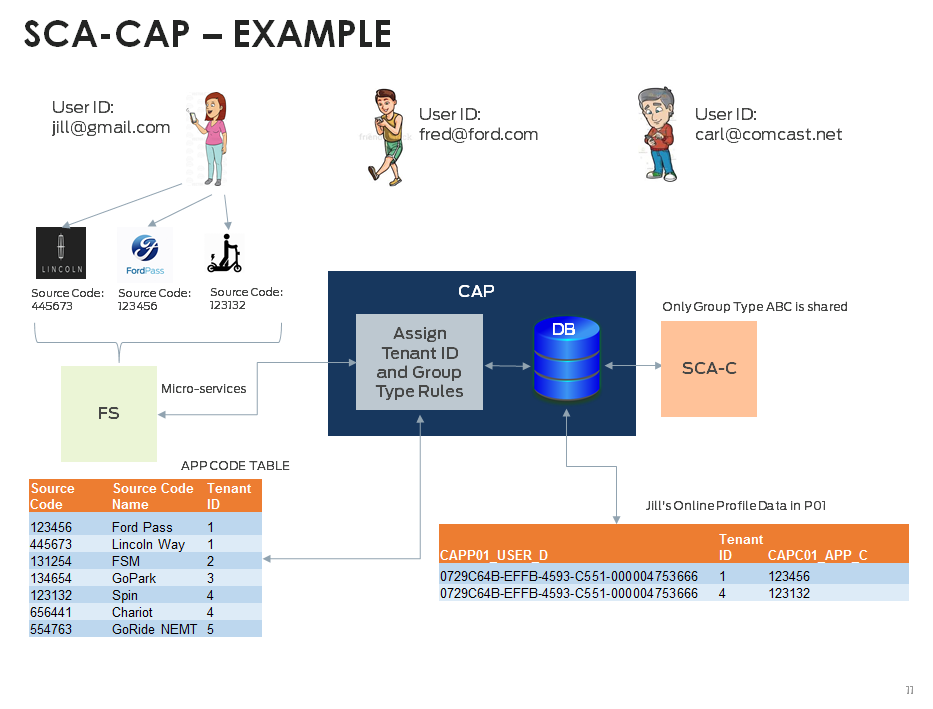 SCA-CAP – EXAMPLE
User ID:
jill@gmail.com
User ID:
fred@ford.com
User ID:
carl@comcast.net
LINCOLN
FordPass
Source Code:
445673
Source Code:
123456
Source Code:
123132
CAP
Assign
Tenant ID
and Group
Type Rules
DB
Only Group Type ABC is shared
SCA-C
FS
Micro-services
APP CODE TABLE
Source Code Source Code Name Tenant ID
123456 Ford Pass 1
445673 Lincoln Way 1
131254 FSM 2
134654 GoPark 3
123132 Spin 4
656441 Chariot 4
554763 GoRide NEMT 5
Jill's Online Profile Data in P01
CAPP01_USER_D Tenant ID CAPC01_APP_C
0729C64B-EFFB-4593-C551-000004753666 1 123456
0729C64B-EFFB-4593-C551-000004753666 4 123132
11